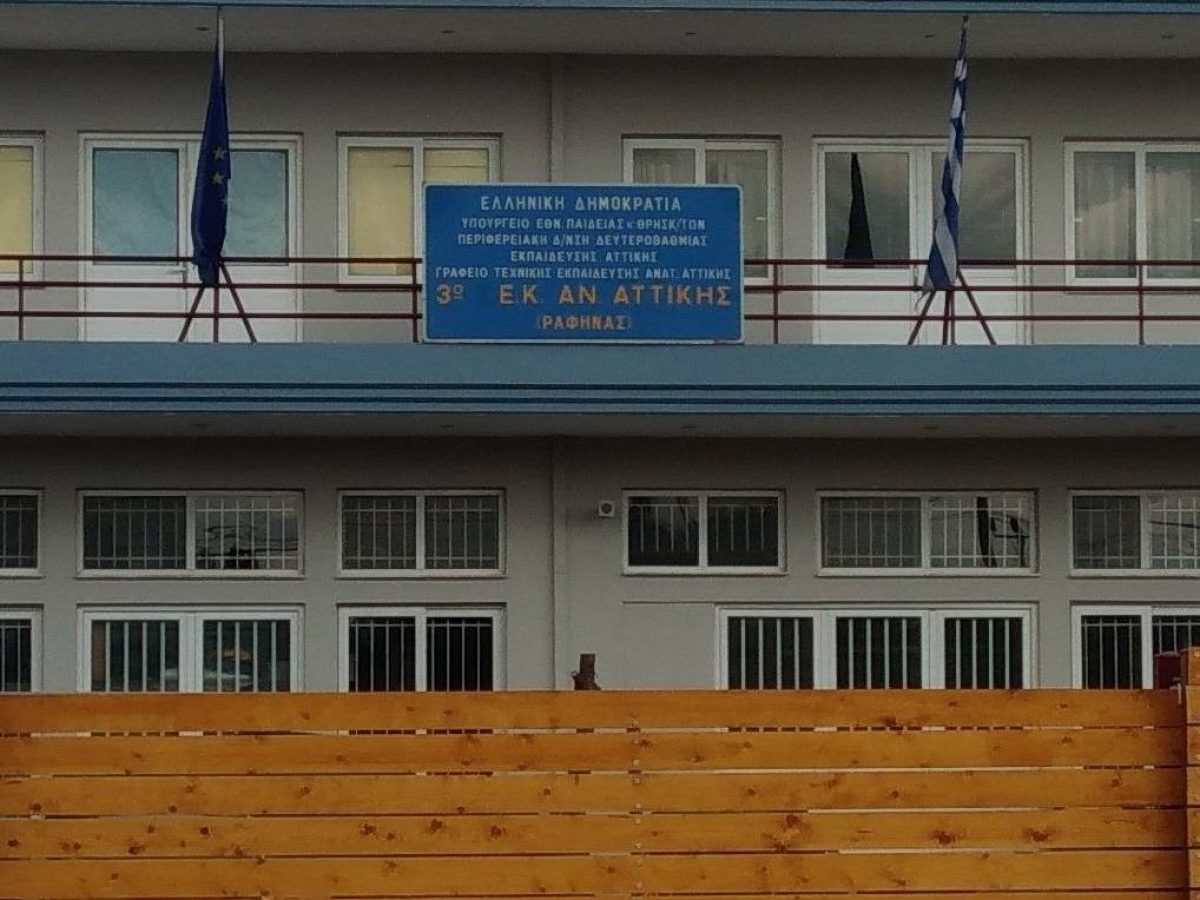 ΕΛΛΗΝΙΚΗ ΔΗΜΟΚΡΑΤΙΑ
ΥΠΟΥΡΓΕΙΟ ΕΘΝ. ΠΑΙΔΕΙΑΣ Κ ΘΡΗΣΚ/ΤΩΝ
ΠΕΡΙΦΕΡΕΙΑΚΗ Δ/ΝΣΗ ΔΕΥΤΕΡΟΒΑΘΜΙΑΣ
ΕΚΠΑΙΔΕΥΣΗΣ ΑΤΤΙΚΗΣ
ΓΡΑΦΕΙΟ ΤΕΧΝΙΚΗΣ ΕΚΠΑΙΔΕΥΣΗΣ ΑΝΑΤ. ΑΤΤΙΚΗΣ
3ο Ε.Κ. ΑΝ. ΑΤΤΙΚΗΣ
(ΡΑΦΗΝΑΣ)